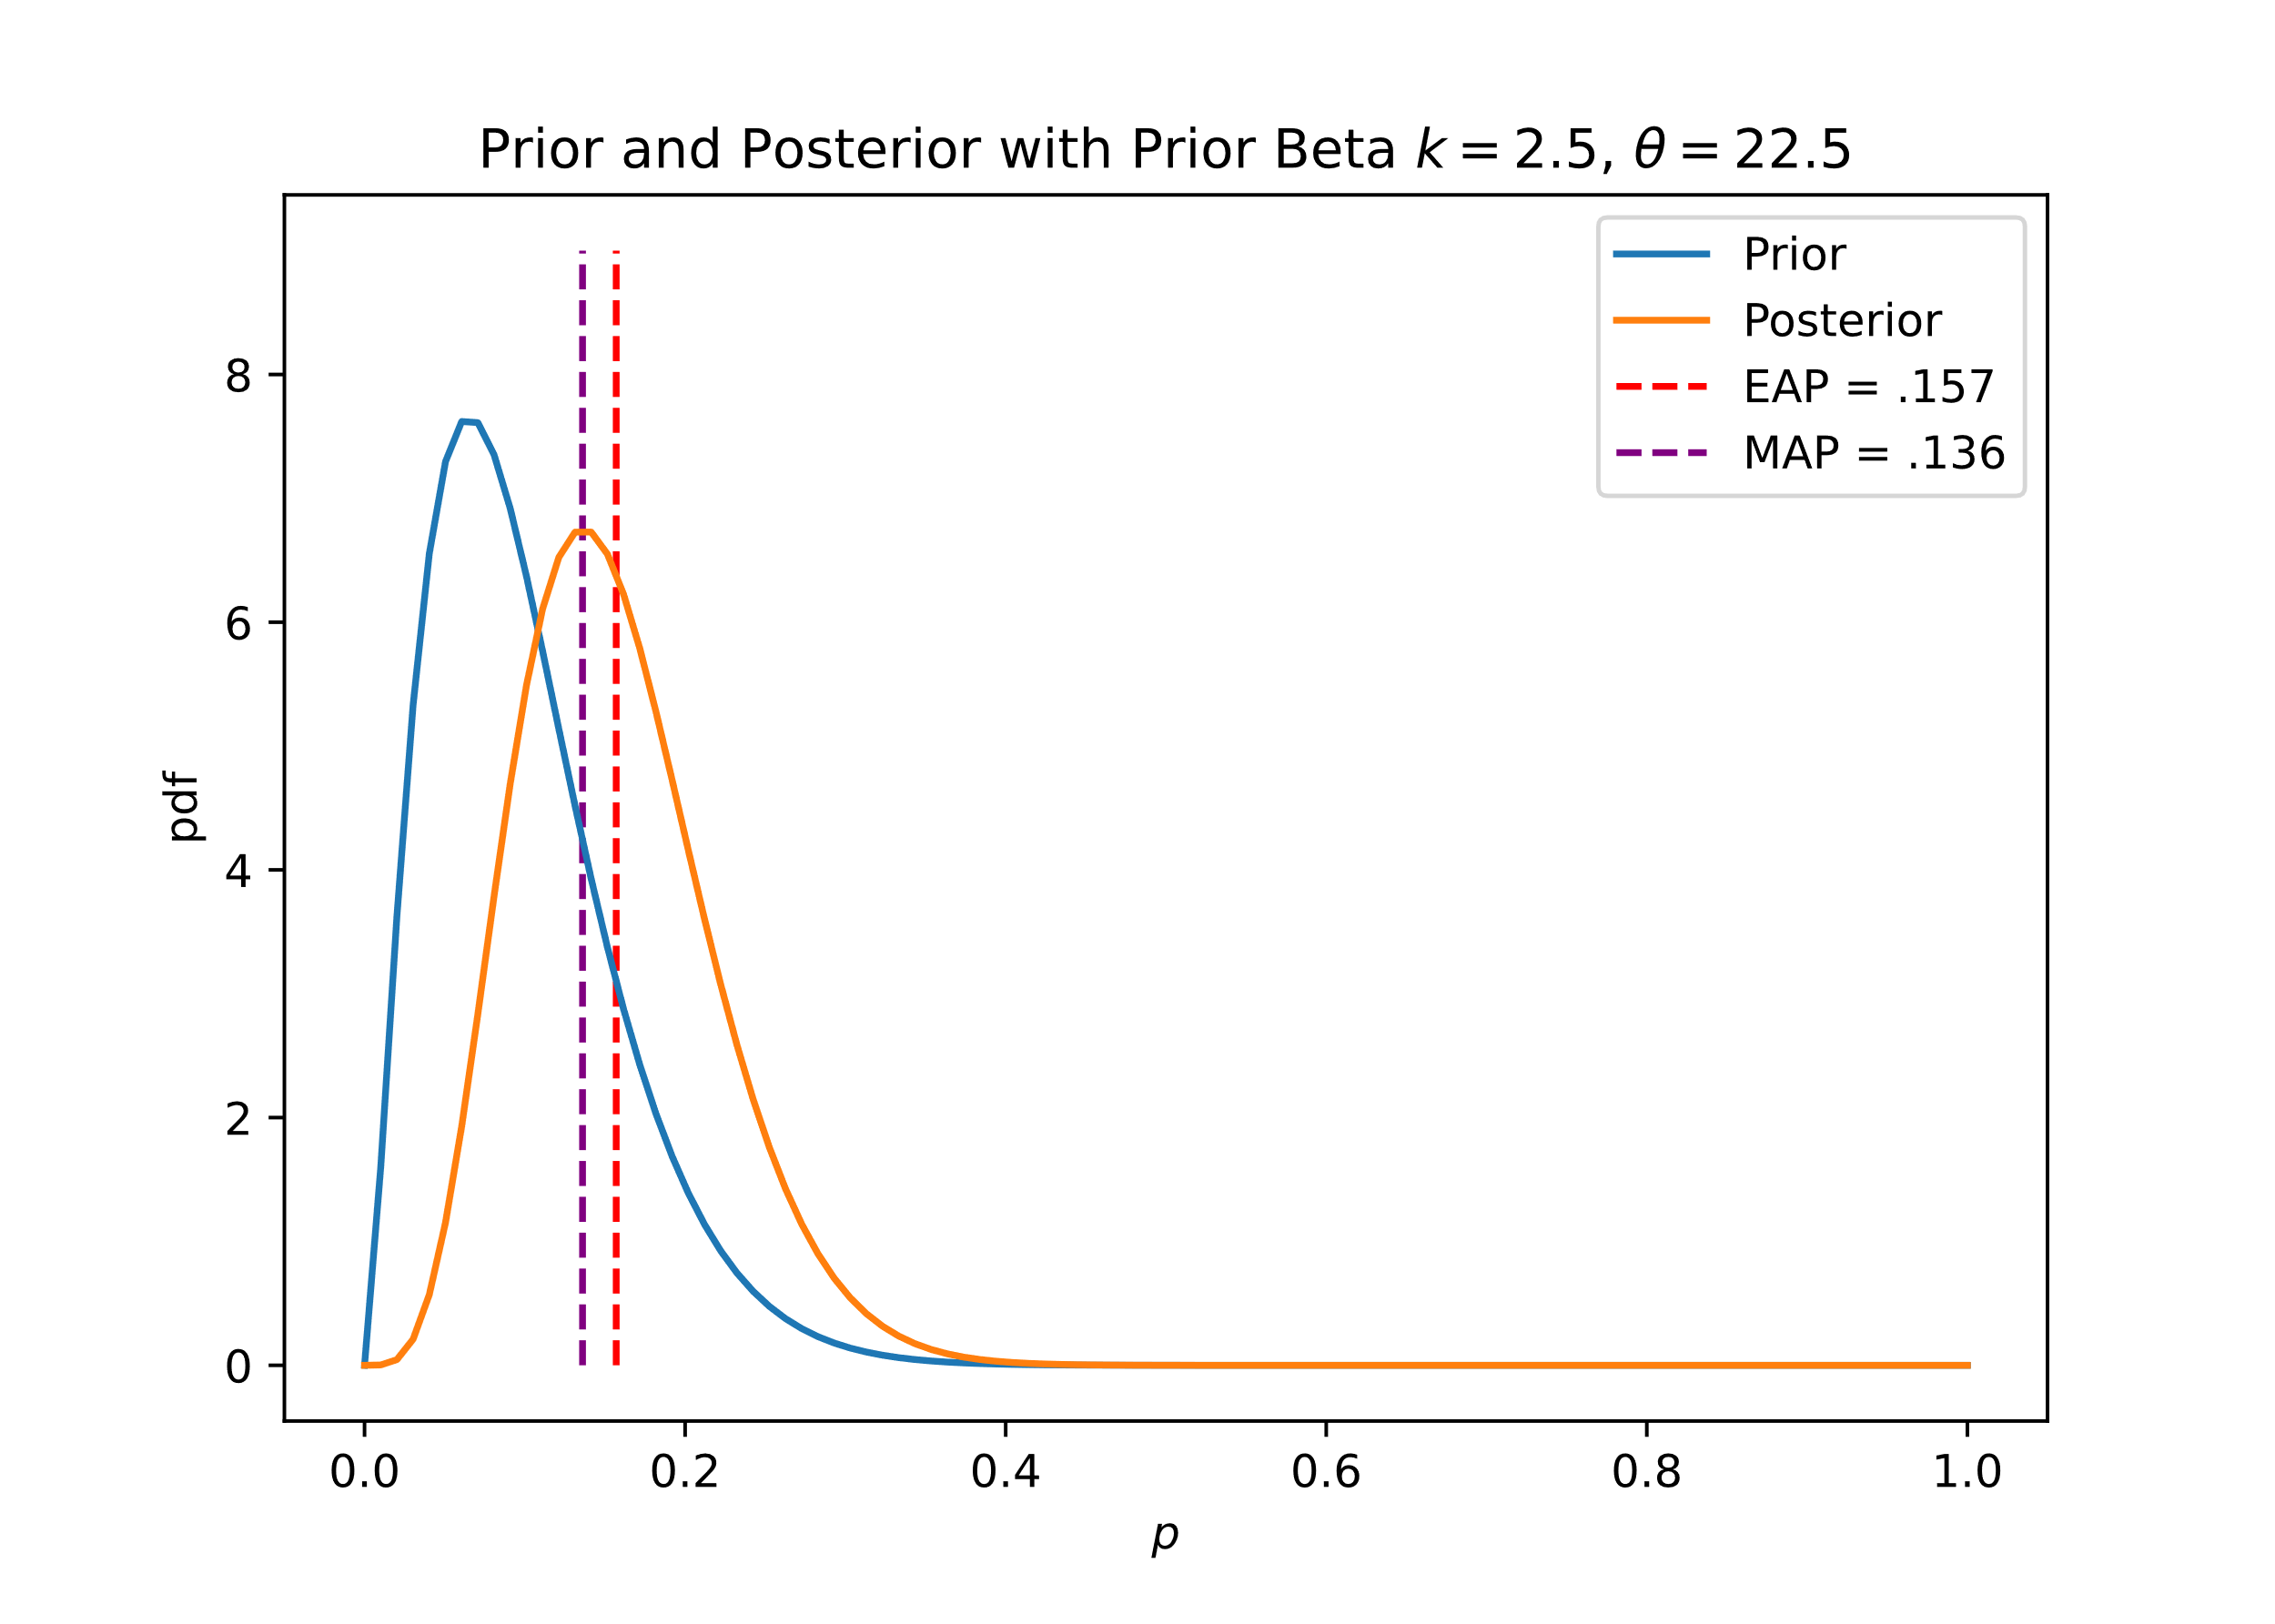 Prior and Posterior with Prior Beta k = 2.5, θ = 22.5
Prior
Posterior
EAP = .157
MAP = .136
8
6
4
2
0
pdf
0.0 0.2 0.4 0.6 0.8 1.0
p